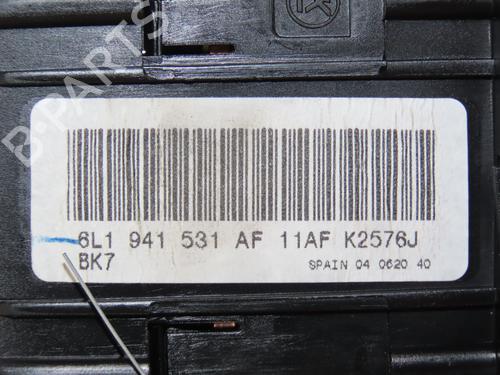 B-PARTS
6L1 941 531 AF 11AF K2576J
BK7
SPAIN 04 0620 40